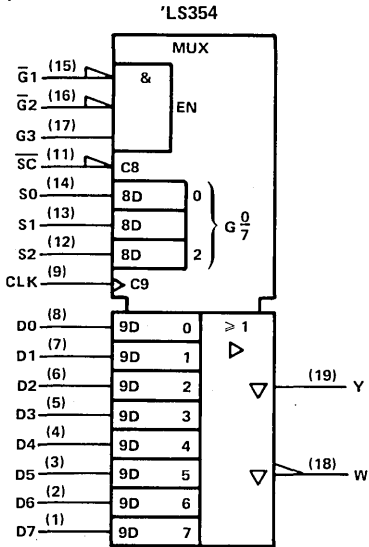 'LS354
MUX
G̅1 (15) & EN
G̅2 (16)
G3 (17)
S̅C̅ (11) C8
S0 (14) 8D 0
S1 (13) 8D G 0/7
S2 (12) 8D 2
CLK (9) C9
D0 (8) 9D 0 ⩾ 1
D1 (7) 9D 1
D2 (6) 9D 2 (19) Y
D3 (5) 9D 3
D4 (4) 9D 4
D5 (3) 9D 5 (18) W
D6 (2) 9D 6
D7 (1) 9D 7